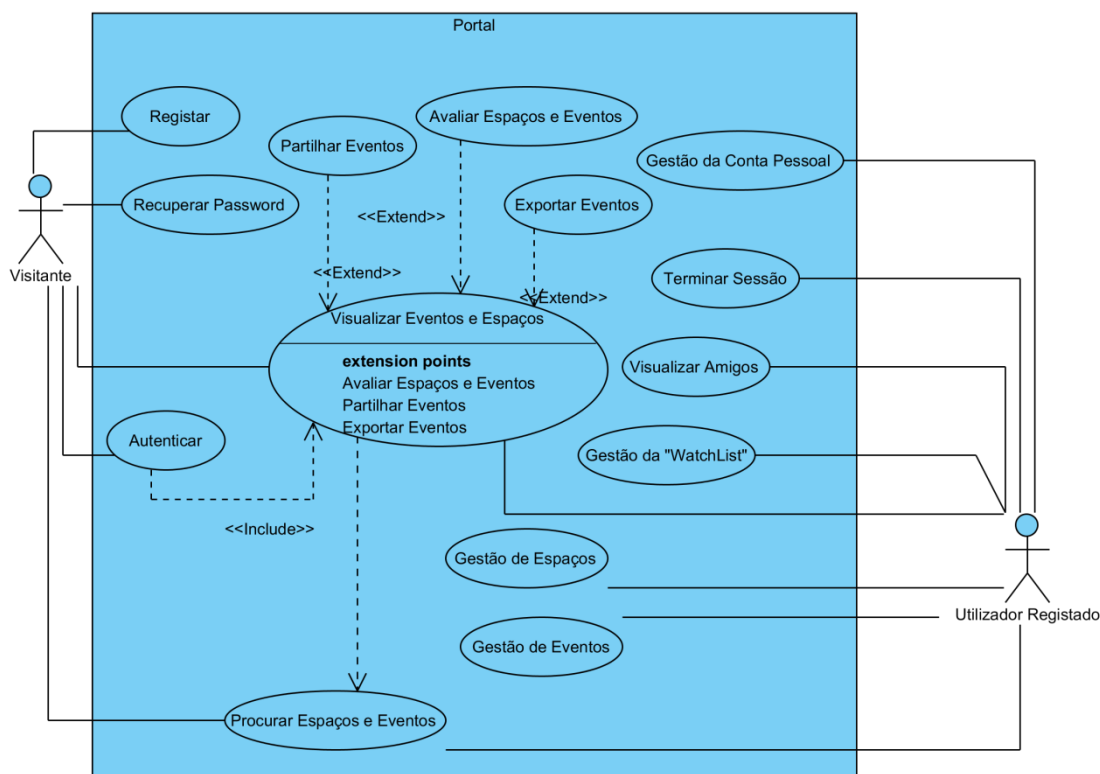 Portal
Registar
Partilhar Eventos
Avaliar Espaços e Eventos
Gestão da Conta Pessoal
Recuperar Password
<<Extend>>
Exportar Eventos
Visitante
<<Extend>>
Terminar Sessão
<<Extend>>
Visualizar Eventos e Espaços
extension points
Avaliar Espaços e Eventos
Partilhar Eventos
Exportar Eventos
Visualizar Amigos
Autenticar
Gestão da "WatchList"
<<Include>>
Gestão de Espaços
Utilizador Registado
Gestão de Eventos
Procurar Espaços e Eventos